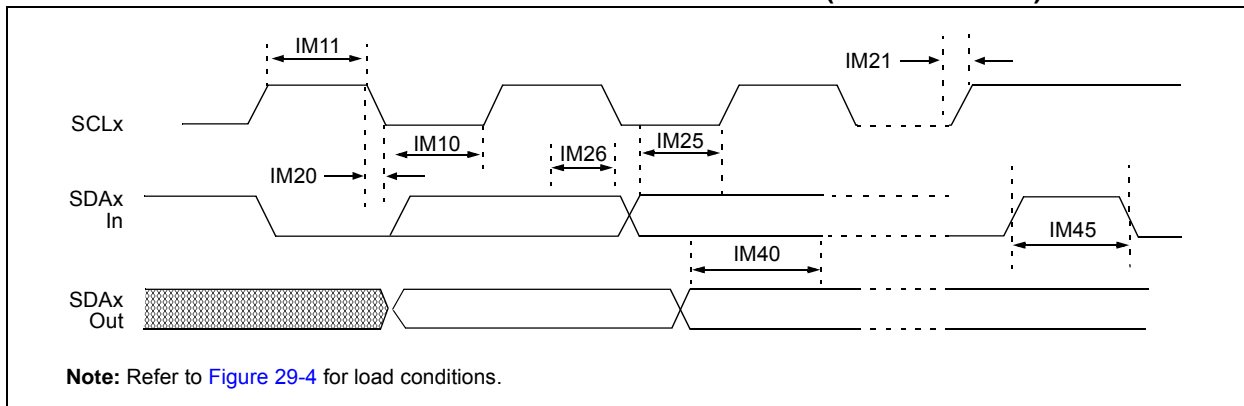 IM11
IM21
SCLx
IM10
IM26
IM25
IM20
SDAx
In
IM40
IM45
SDAx
Out
Note: Refer to Figure 29-4 for load conditions.